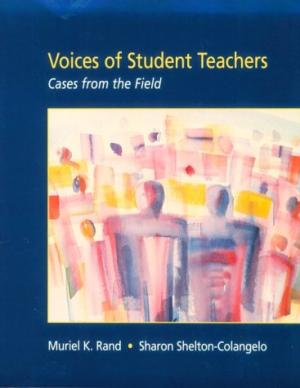 Voices of Student Teachers
Cases from the Field
Muriel K. Rand • Sharon Shelton-Colangelo